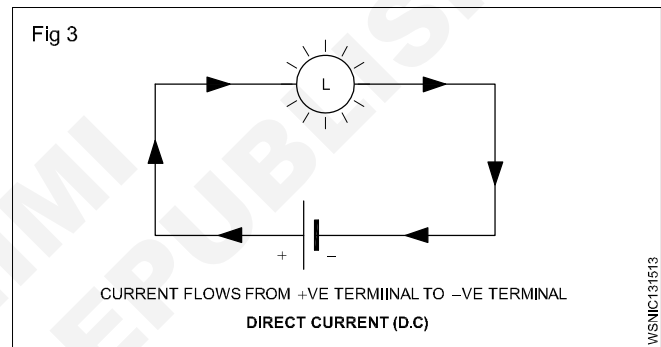 Fig 3
L
+ –
CURRENT FLOWS FROM +VE TERMIINAL TO –VE TERMINAL
DIRECT CURRENT (D.C)
WSNIC131513